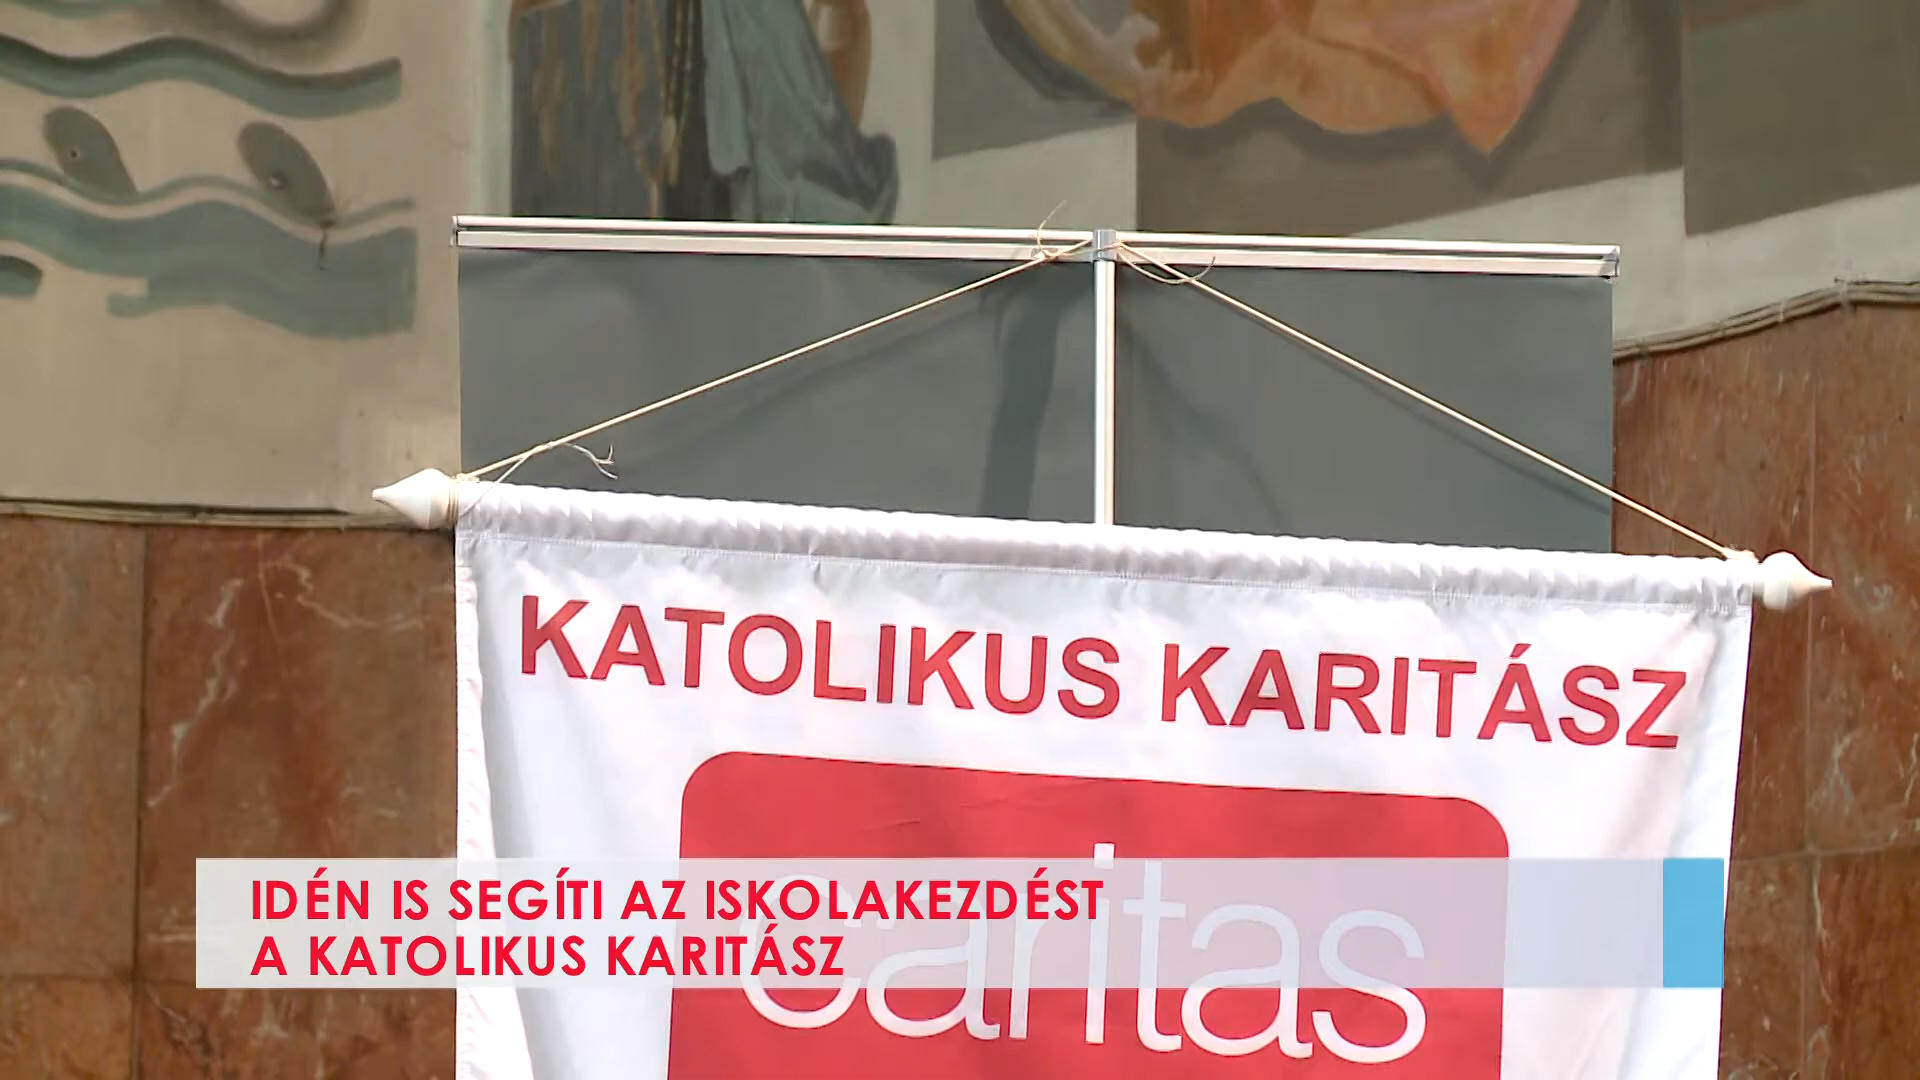 KATOLIKUS KARITÁSZ
caritas
IDÉN IS SEGÍTI AZ ISKOLAKEZDÉST
A KATOLIKUS KARITÁSZ